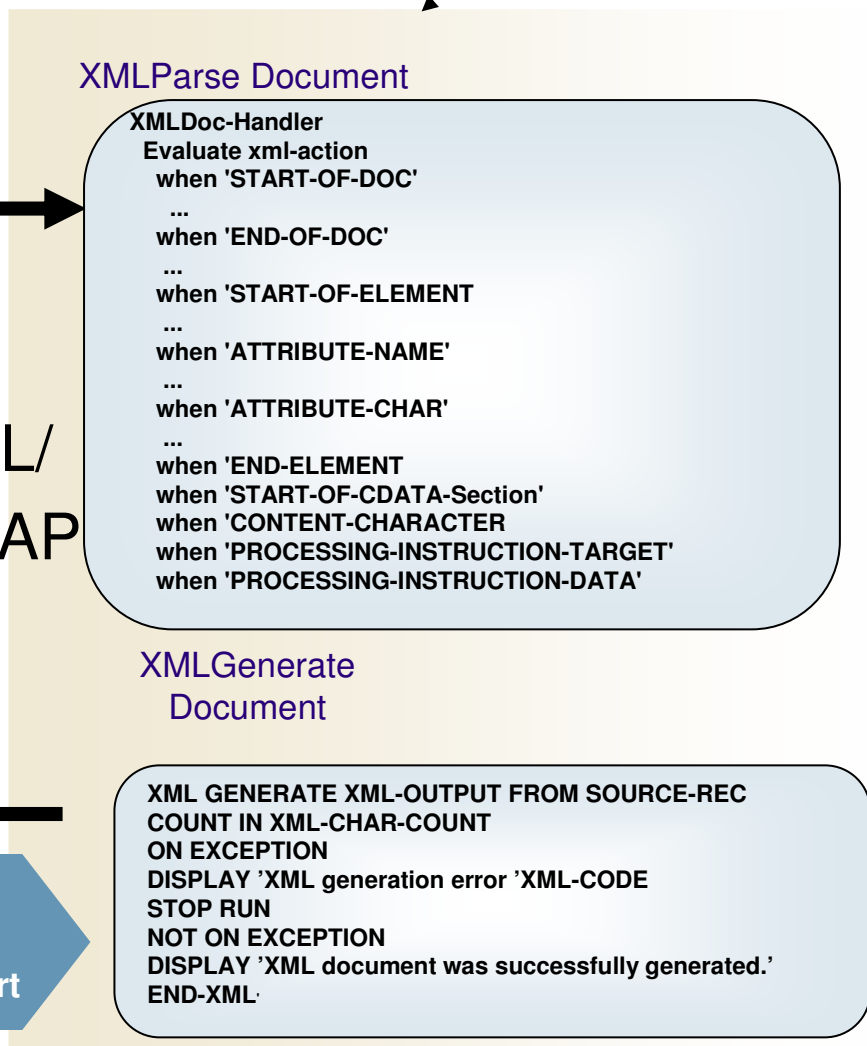 XMLParse Document
XMLDoc-Handler
Evaluate xml-action
when 'START-OF-DOC'
...
when 'END-OF-DOC'
...
when 'START-OF-ELEMENT
...
when 'ATTRIBUTE-NAME'
...
when 'ATTRIBUTE-CHAR'
...
when 'END-ELEMENT
when 'START-OF-CDATA-Section'
when 'CONTENT-CHARACTER
when 'PROCESSING-INSTRUCTION-TARGET'
when 'PROCESSING-INSTRUCTION-DATA'
L/
AP
XMLGenerate
Document
XML GENERATE XML-OUTPUT FROM SOURCE-REC
COUNT IN XML-CHAR-COUNT
ON EXCEPTION
DISPLAY ’XML generation error ’XML-CODE
STOP RUN
NOT ON EXCEPTION
DISPLAY ’XML document was successfully generated.’
END-XML'
rt